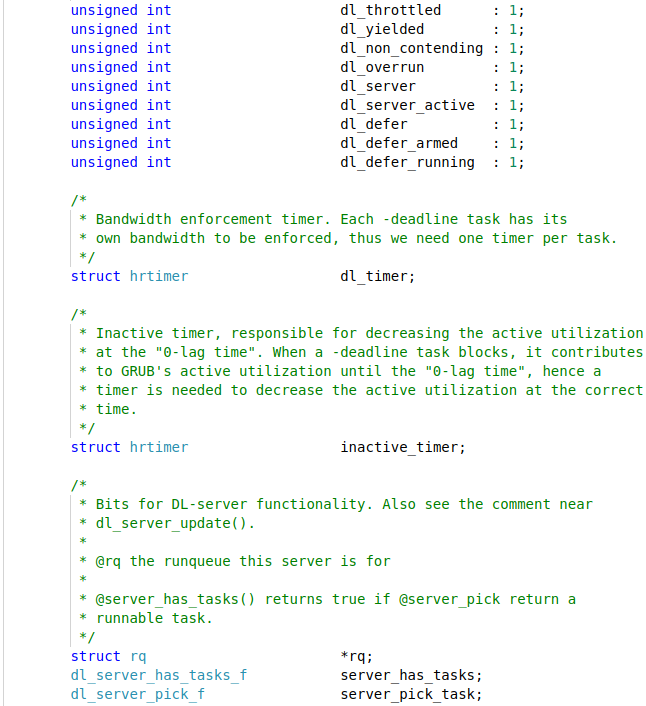 unsigned int dl_throttled : 1;
unsigned int dl_yielded : 1;
unsigned int dl_non_contending : 1;
unsigned int dl_overrun : 1;
unsigned int dl_server : 1;
unsigned int dl_server_active : 1;
unsigned int dl_defer : 1;
unsigned int dl_defer_armed : 1;
unsigned int dl_defer_running : 1;
/*
* Bandwidth enforcement timer. Each -deadline task has its
* own bandwidth to be enforced, thus we need one timer per task.
*/
struct hrtimer dl_timer;
/*
* Inactive timer, responsible for decreasing the active utilization
* at the "0-lag time". When a -deadline task blocks, it contributes
* to GRUB's active utilization until the "0-lag time", hence a
* timer is needed to decrease the active utilization at the correct
* time.
*/
struct hrtimer inactive_timer;
/*
* Bits for DL-server functionality. Also see the comment near
* dl_server_update().
*
* @rq the runqueue this server is for
*
* @server_has_tasks() returns true if @server_pick return a
* runnable task.
*/
struct rq *rq;
dl_server_has_tasks_f server_has_tasks;
dl_server_pick_f server_pick_task;